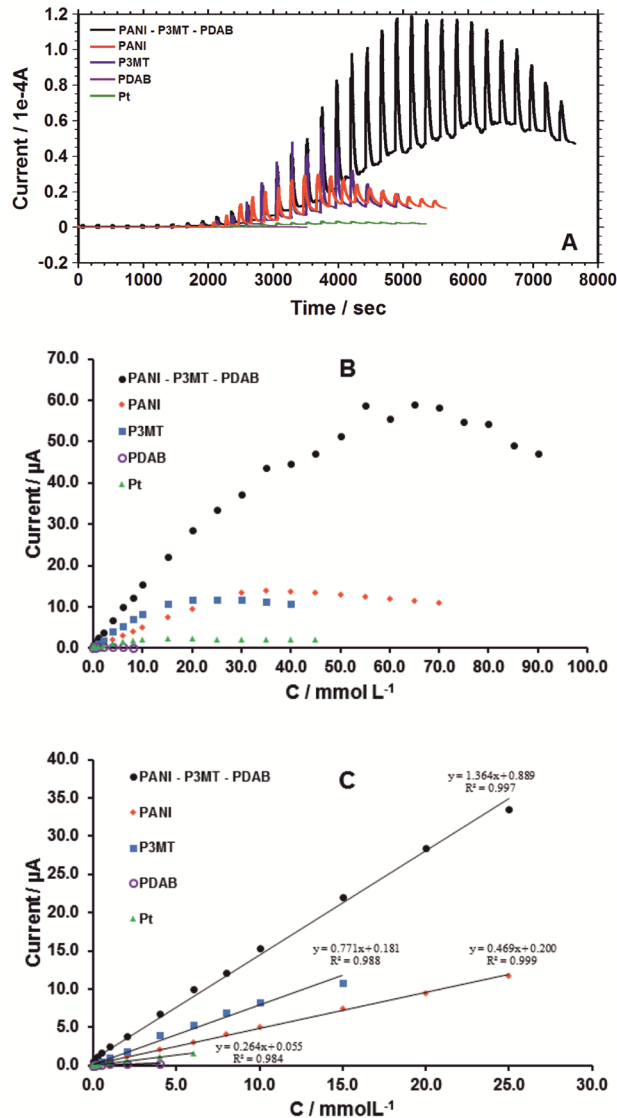 1.2
1.0
0.8
0.6
0.4
0.2
0
-0.2
Current / 1e-4A
PANI - P3MT - PDAB
PANI
P3MT
PDAB
Pt
A
0 1000 2000 3000 4000 5000 6000 7000 8000
Time / sec
B
70.0
60.0
50.0
40.0
30.0
20.0
10.0
0.0
Current / µA
PANI - P3MT - PDAB
PANI
P3MT
PDAB
Pt
0.0 10.0 20.0 30.0 40.0 50.0 60.0 70.0 80.0 90.0 100.0
C / mmol L-1
C
40.0
35.0
30.0
25.0
20.0
15.0
10.0
5.0
0.0
Current / µA
PANI - P3MT - PDAB
PANI
P3MT
PDAB
Pt
y = 1.364x+0.889
R² = 0.997
y = 0.771x+0.181
R² = 0.988
y = 0.469x+0.200
R² = 0.999
y = 0.264x+0.055
R² = 0.984
0.0 5.0 10.0 15.0 20.0 25.0 30.0
C / mmolL-1